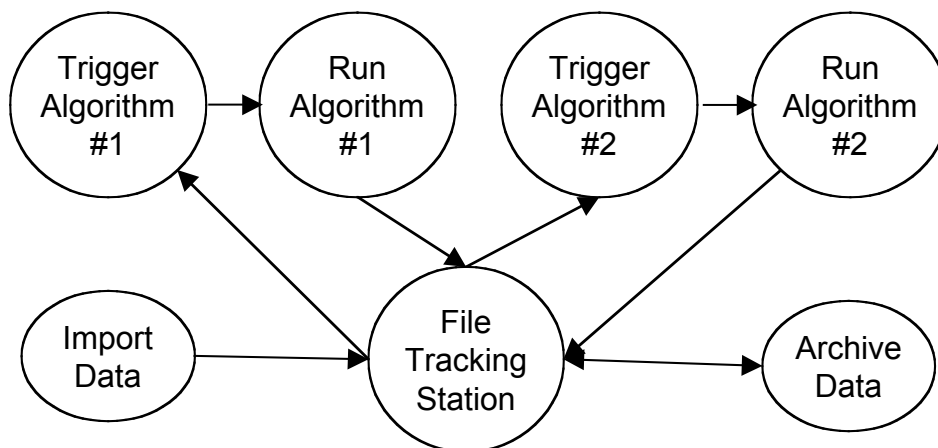 Trigger
Algorithm
#1
Run
Algorithm
#1
Trigger
Algorithm
#2
Run
Algorithm
#2
Import
Data
File
Tracking
Station
Archive
Data